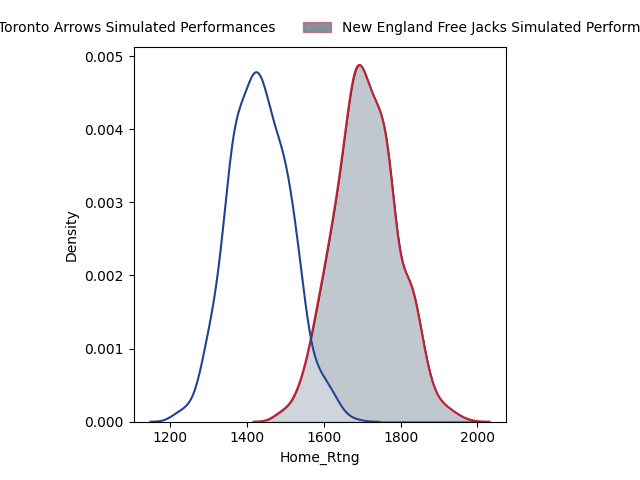 Toronto Arrows Simulated Performances New England Free Jacks Simulated Perform
0.005
0.004
0.003
0.002
0.001
0.000
Density
1200 1400 1600 1800 2000
Home_Rtng